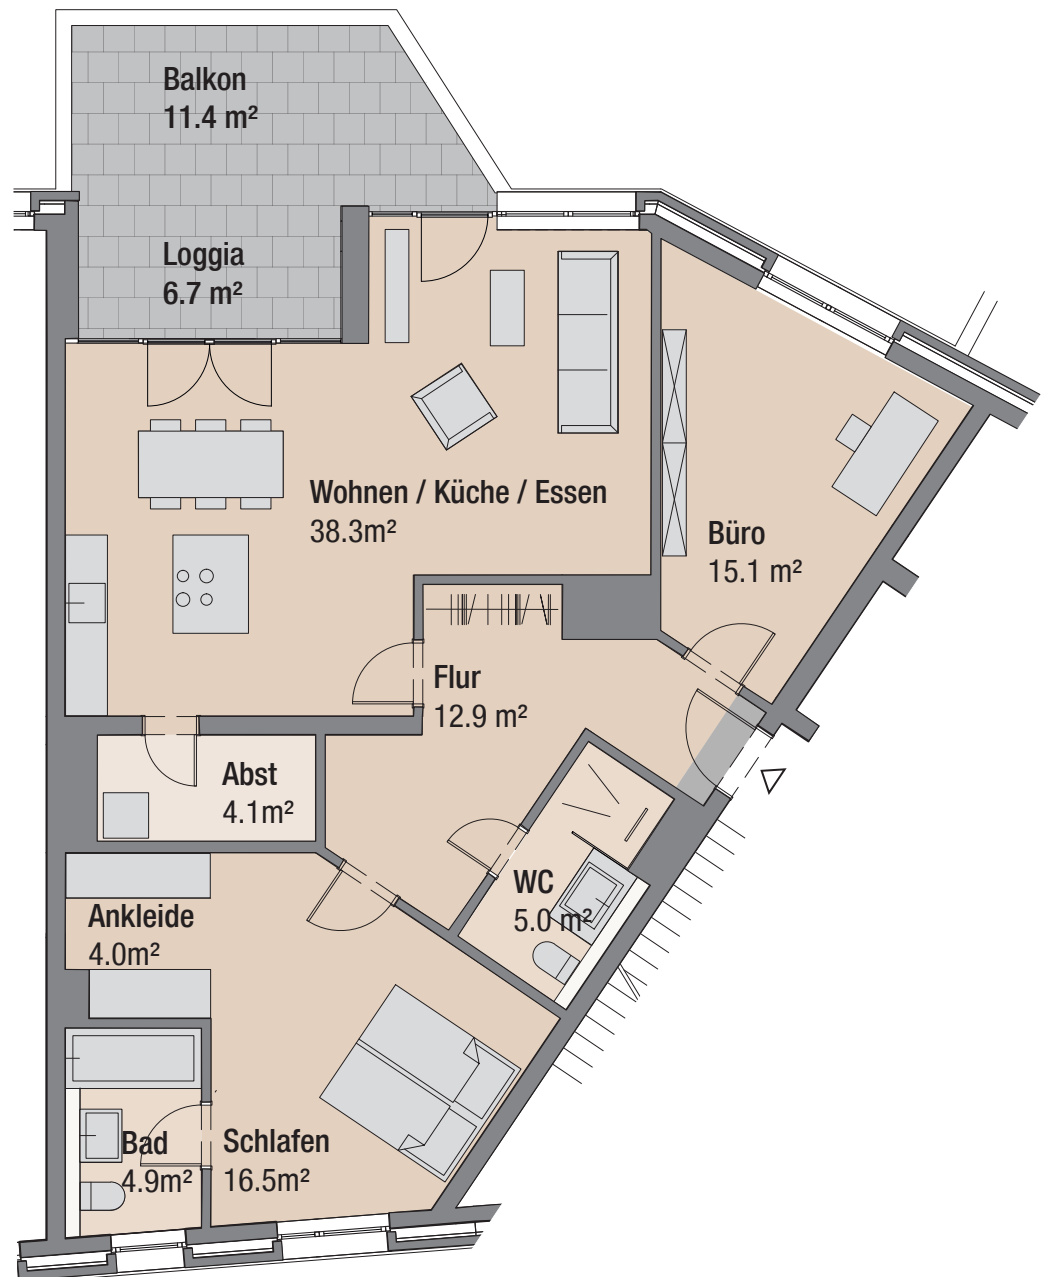 Balkon
11.4 m²
Loggia
6.7 m²
Wohnen / Küche / Essen
38.3m²
Büro
15.1 m²
Flur
12.9 m²
Abst
4.1m²
WC
5.0 m²
Ankleide
4.0m²
Bad
4.9m²
Schlafen
16.5m²